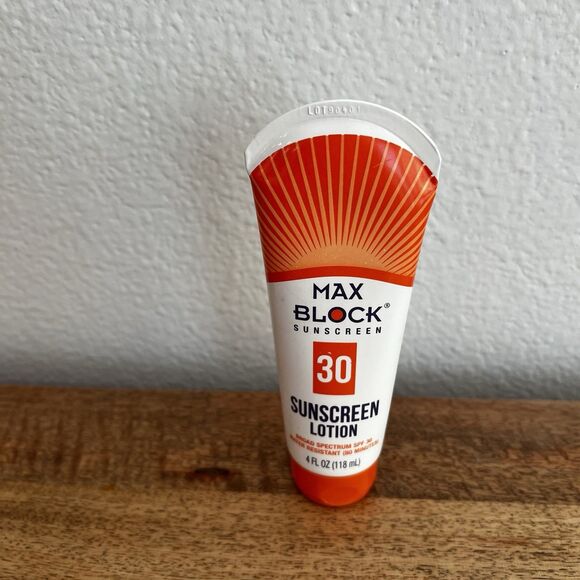 LOT90401
MAX
BLOCK®
SUNSCREEN
30
SUNSCREEN
LOTION
BROAD SPECTRUM SPF 30
WATER RESISTANT (80 MINUTES)
4 FL OZ (118 mL)